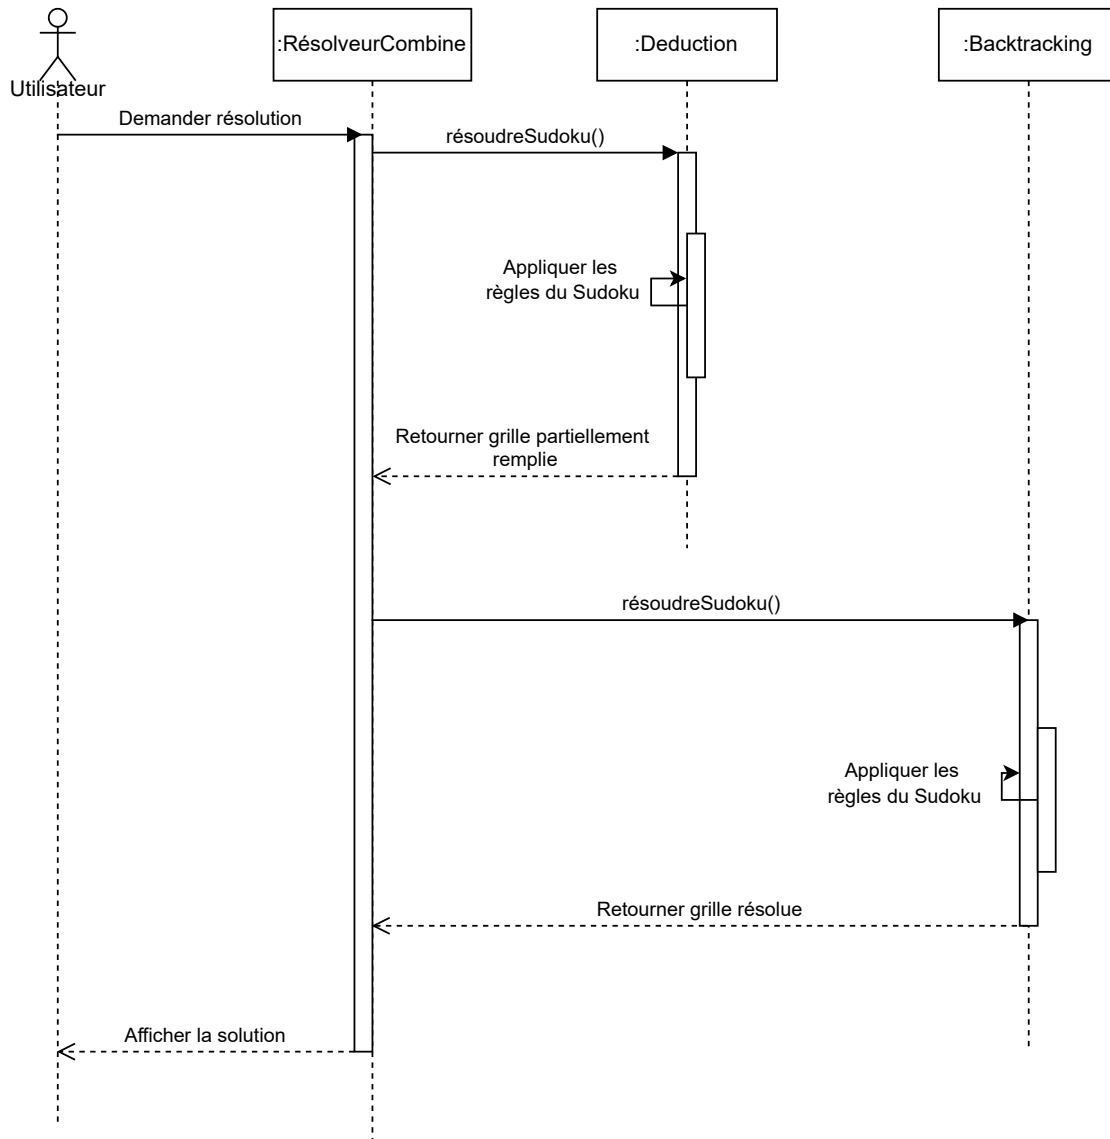 :RésolveurCombine
:Deduction
:Backtracking
Utilisateur
Demander résolution
résoudreSudoku()
Appliquer les
règles du Sudoku
Retourner grille partiellement
remplie
résoudreSudoku()
Appliquer les
règles du Sudoku
Retourner grille résolue
Afficher la solution